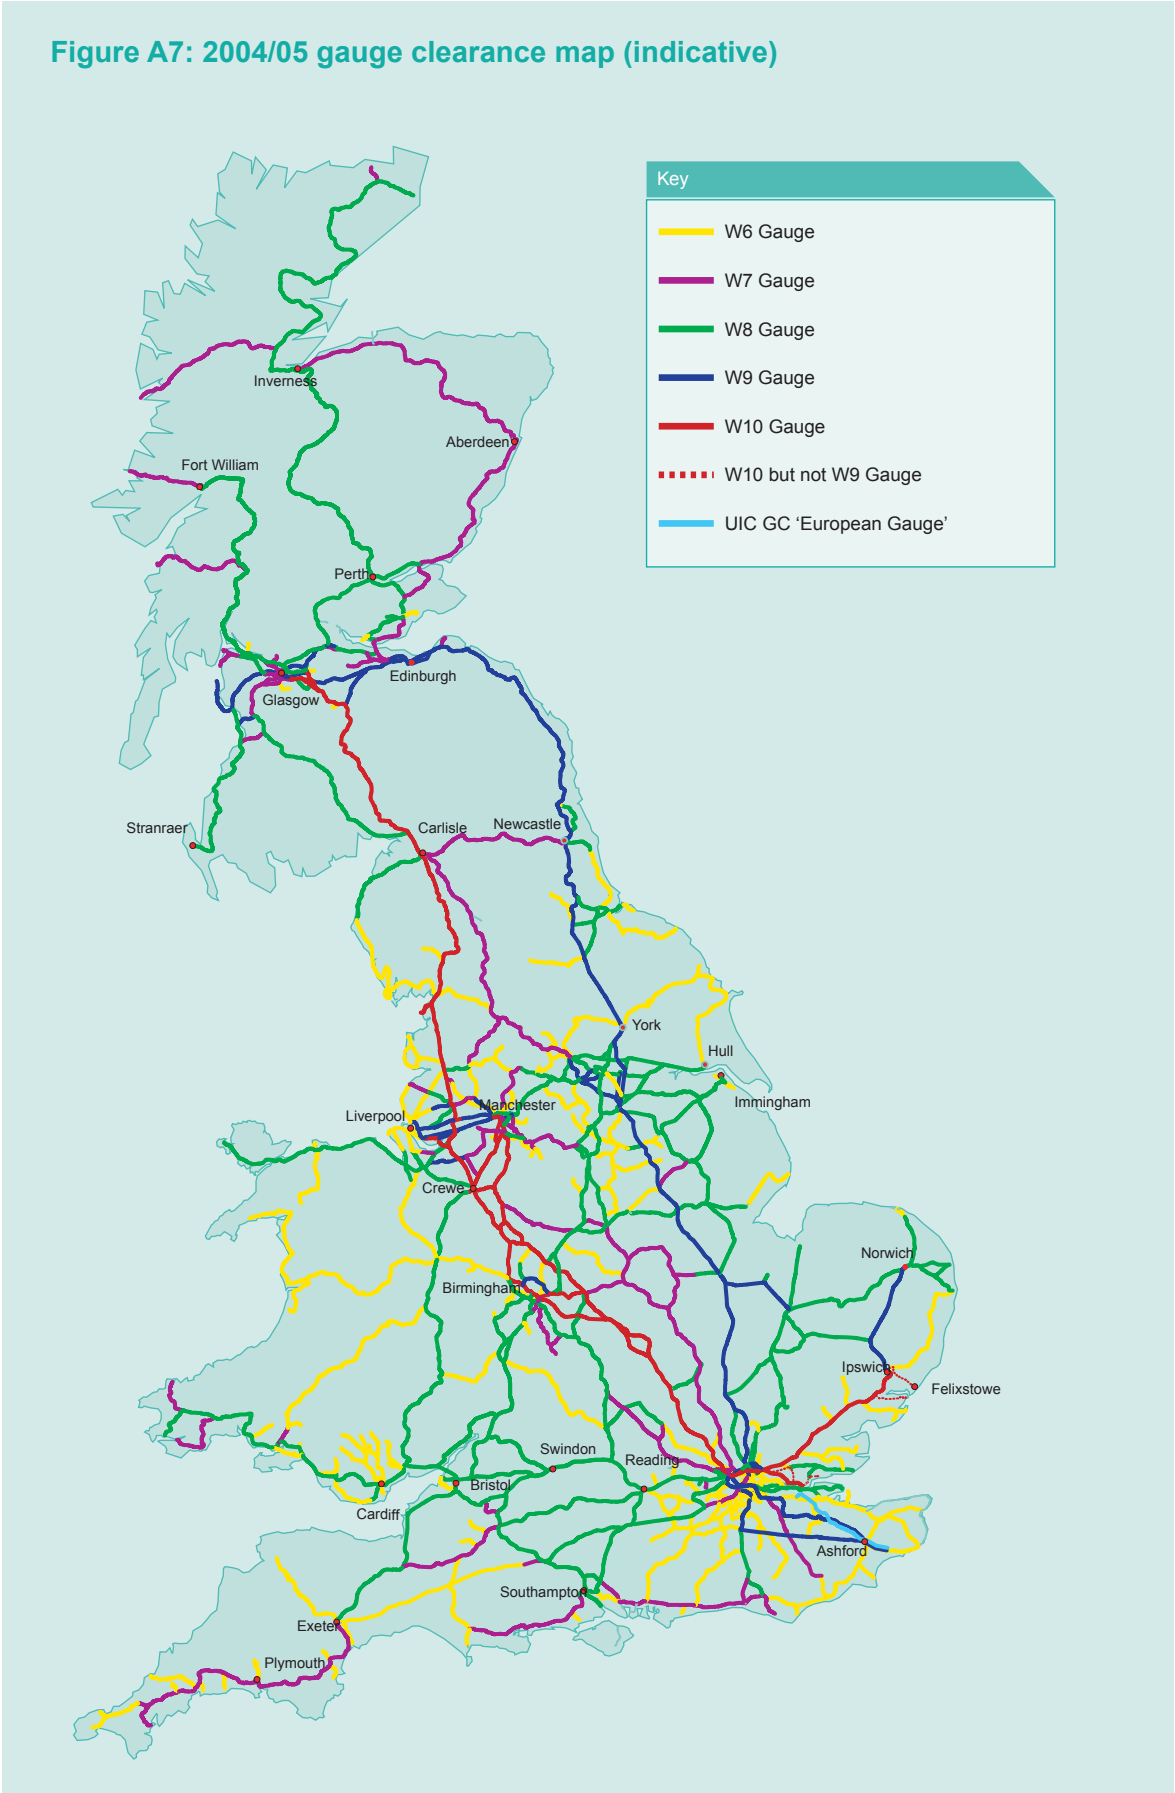 Figure A7: 2004/05 gauge clearance map (indicative)
Key
W6 Gauge
W7 Gauge
W8 Gauge
W9 Gauge
W10 Gauge
W10 but not W9 Gauge
UIC GC ‘European Gauge’
Inverness
Aberdeen
Fort William
Perth
Edinburgh
Glasgow
Stranraer
Carlisle
Newcastle
York
Hull
Immingham
Manchester
Liverpool
Crewe
Norwich
Birmingham
Ipswich
Felixstowe
Swindon
Reading
Bristol
Cardiff
Ashford
Southampton
Exeter
Plymouth